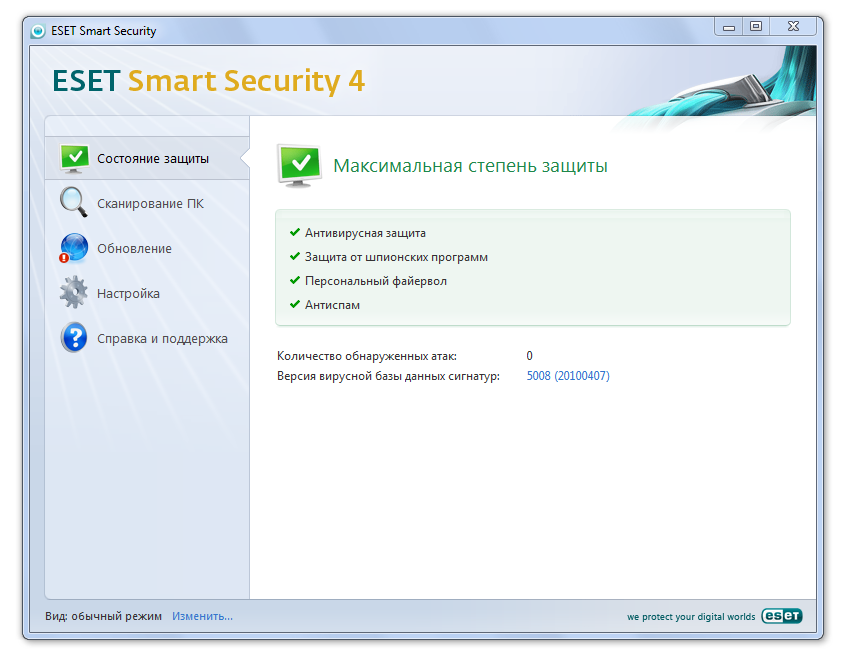 ESET Smart Security
ESET Smart Security 4
Состояние защиты
Сканирование ПК
Обновление
Настройка
Справка и поддержка
Максимальная степень защиты
Антивирусная защита
Защита от шпионских программ
Персональный файервол
Антиспам
Количество обнаруженных атак: 0
Версия вирусной базы данных сигнатур: 5008 (20100407)
Вид: обычный режим Изменить...
we protect your digital worlds eset